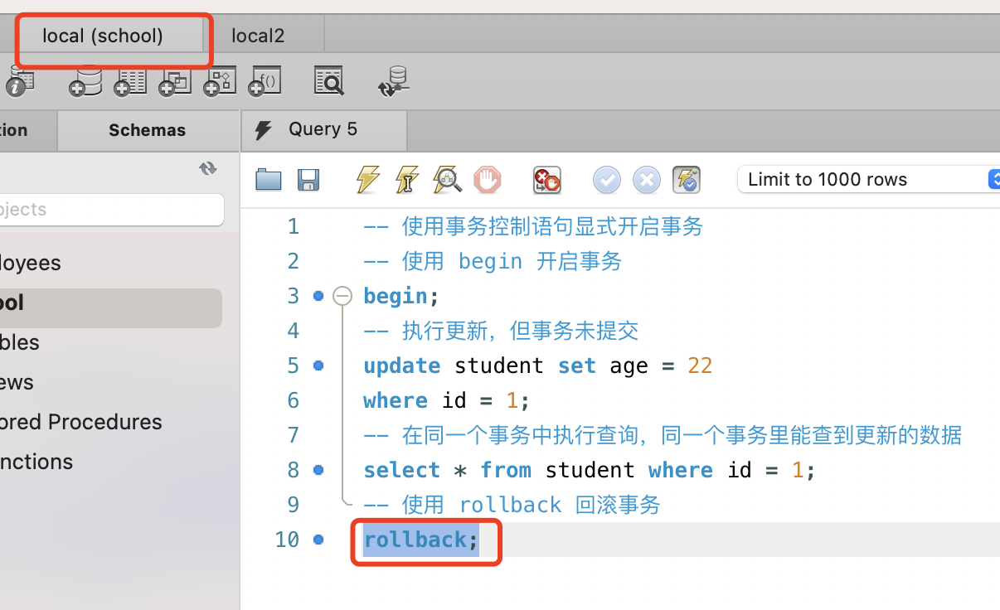 local (school) local2
tion Schemas Query 5
Limit to 1000 rows
bjects
loyees
ool
bles
ews
ored Procedures
nctions
1 -- 使用事务控制语句显式开启事务
2 -- 使用 begin 开启事务
3 begin;
4 -- 执行更新，但事务未提交
5 update student set age = 22
6 where id = 1;
7 -- 在同一个事务中执行查询，同一个事务里能查到更新的数据
8 select * from student where id = 1;
9 -- 使用 rollback 回滚事务
10 rollback;